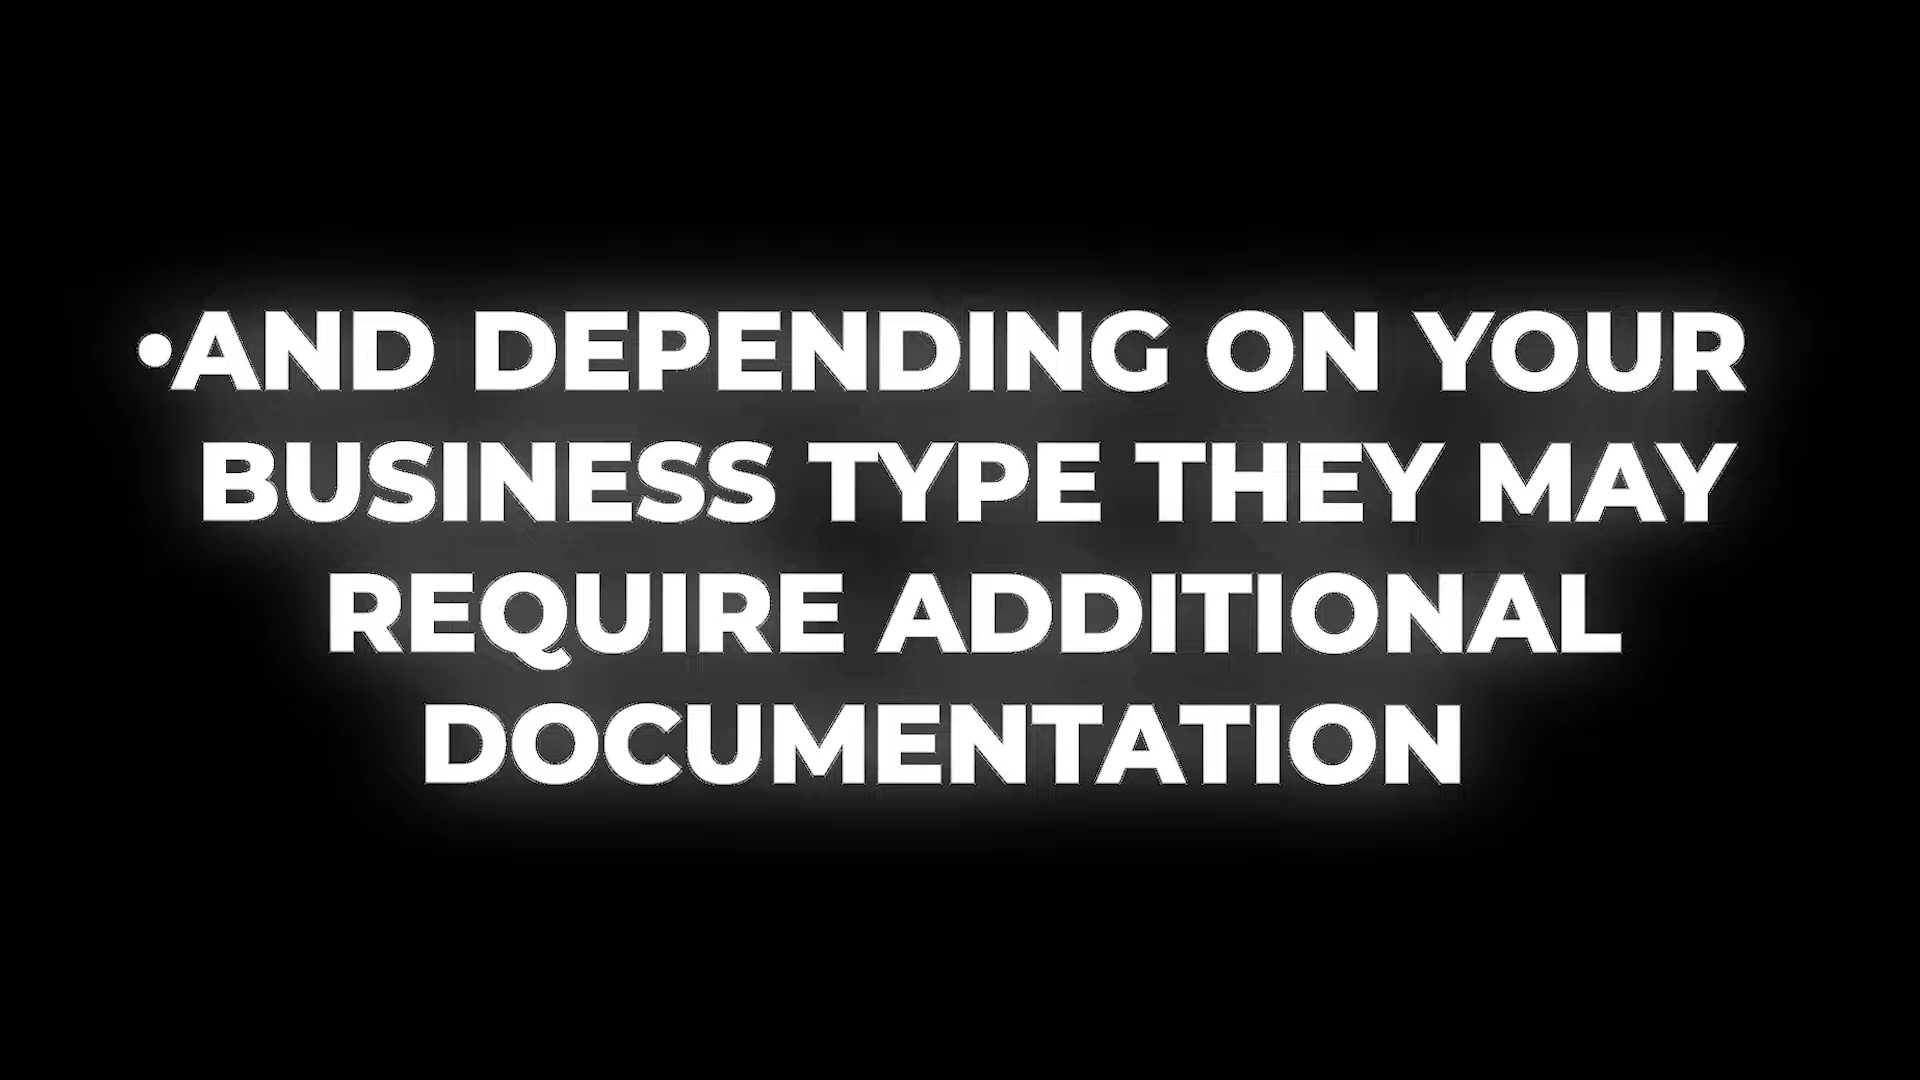 •AND DEPENDING ON YOUR
BUSINESS TYPE THEY MAY
REQUIRE ADDITIONAL
DOCUMENTATION